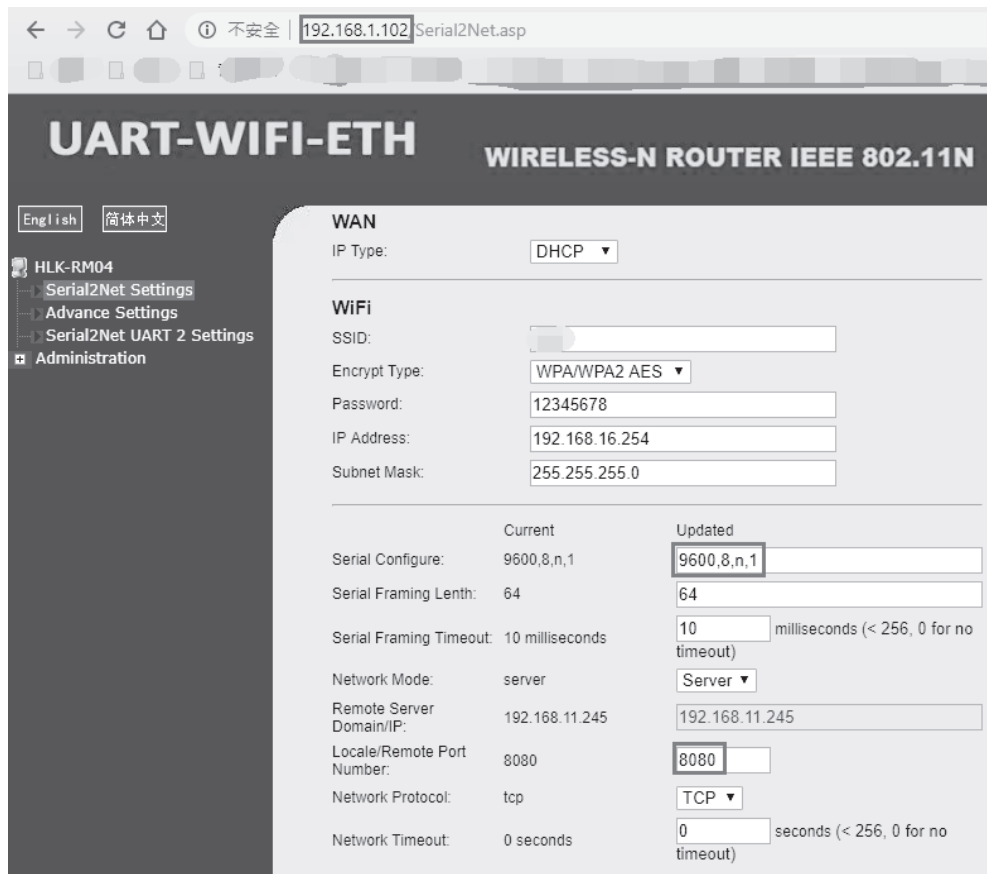 不安全 192.168.1.102/Serial2Net.asp
UART-WIFI-ETH
WIRELESS-N ROUTER IEEE 802.11N
English 简体中文
HLK-RM04
Serial2Net Settings
Advance Settings
Serial2Net UART 2 Settings
Administration
WAN
IP Type: DHCP
WiFi
SSID:
Encrypt Type: WPA/WPA2 AES
Password: 12345678
IP Address: 192.168.16.254
Subnet Mask: 255.255.255.0
Current Updated
Serial Configure: 9600,8,n,1 9600,8,n,1
Serial Framing Lenth: 64 64
Serial Framing Timeout: 10 milliseconds 10 milliseconds (< 256, 0 for no
timeout)
Network Mode: server Server
Remote Server
Domain/IP: 192.168.11.245 192.168.11.245
Locale/Remote Port
Number: 8080 8080
Network Protocol: tcp TCP
Network Timeout: 0 seconds 0 seconds (< 256, 0 for no
timeout)